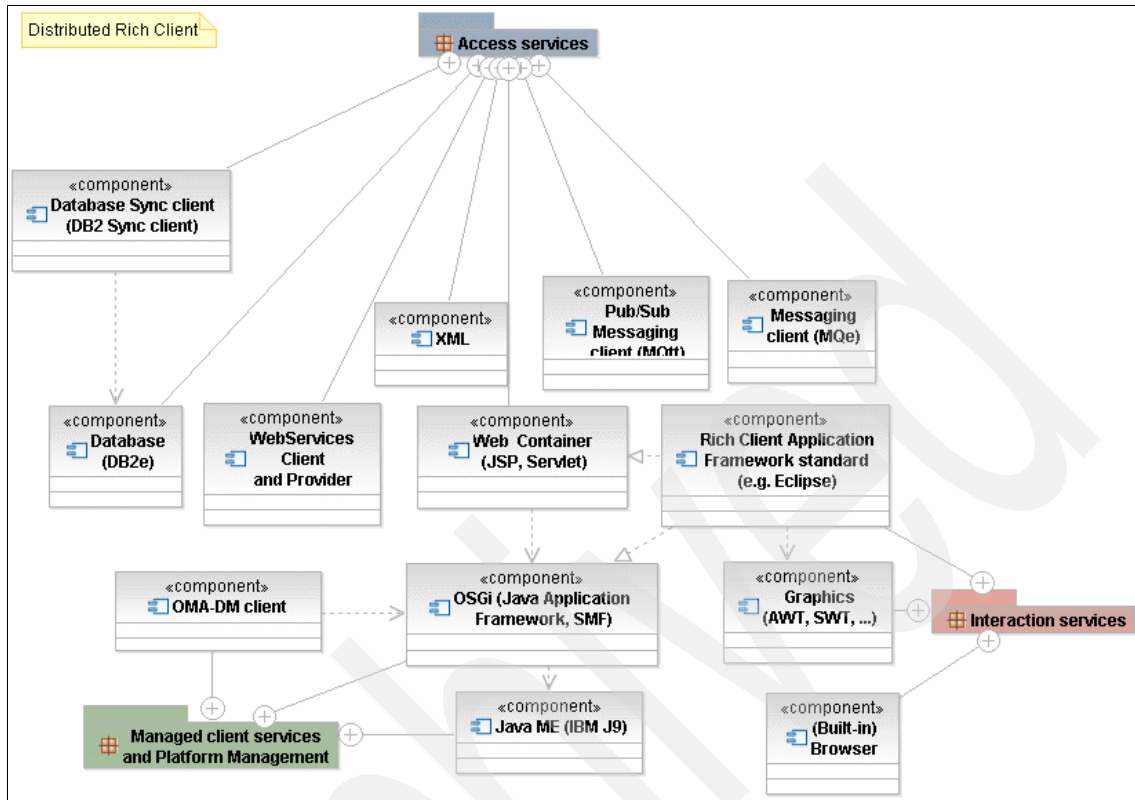 Distributed Rich Client
Access services
«component»
Database Sync client
(DB2 Sync client)
«component»
XML
«component»
Pub/Sub
Messaging
client (MQtt)
«component»
Messaging
client (MQe)
«component»
Database
(DB2e)
«component»
WebServices
Client
and Provider
«component»
Web Container
(JSP, Servlet)
«component»
Rich Client Application
Framework standard
(e.g. Eclipse)
«component»
OMA-DM client
«component»
OSGi (Java Application
Framework, SMF)
«component»
Graphics
(AWT, SWT, ...)
Interaction services
Managed client services
and Platform Management
«component»
Java ME (IBM J9)
«component»
(Built-in)
Browser